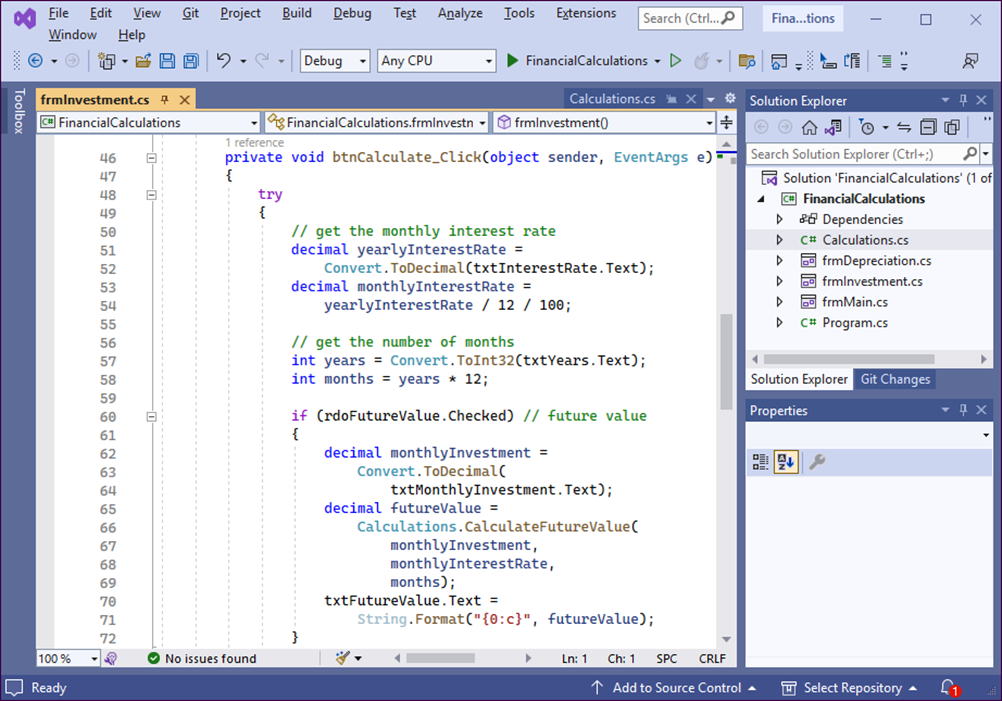 File Edit View Git Project Build Debug Test Analyze Tools Extensions
Search (Ctrl... Fina...tions
Window Help
Debug Any CPU FinancialCalculations
Toolbox
frmInvestment.cs
Calculations.cs
FinancialCalculations FinancialCalculations.frmInvestn frmInvestment()
1 reference
46 private void btnCalculate_Click(object sender, EventArgs e)
47 {
48 try
49 {
50 // get the monthly interest rate
51 decimal yearlyInterestRate =
52 Convert.ToDecimal(txtInterestRate.Text);
53 decimal monthlyInterestRate =
54 yearlyInterestRate / 12 / 100;
55
56 // get the number of months
57 int years = Convert.ToInt32(txtYears.Text);
58 int months = years * 12;
59
60 if (rdoFutureValue.Checked) // future value
61 {
62 decimal monthlyInvestment =
63 Convert.ToDecimal(
64 txtMonthlyInvestment.Text);
65 decimal futureValue =
66 Calculations.CalculateFutureValue(
67 monthlyInvestment,
68 monthlyInterestRate,
69 months);
70 txtFutureValue.Text =
71 String.Format("{0:c}", futureValue);
72 }
100 % No issues found Ln: 1 Ch: 1 SPC CRLF
Solution Explorer
Search Solution Explorer (Ctrl+;)
Solution 'FinancialCalculations' (1 of
C# FinancialCalculations
Dependencies
C# Calculations.cs
frmDepreciation.cs
frmInvestment.cs
frmMain.cs
C# Program.cs
Solution Explorer Git Changes
Properties
Ready Add to Source Control Select Repository 1